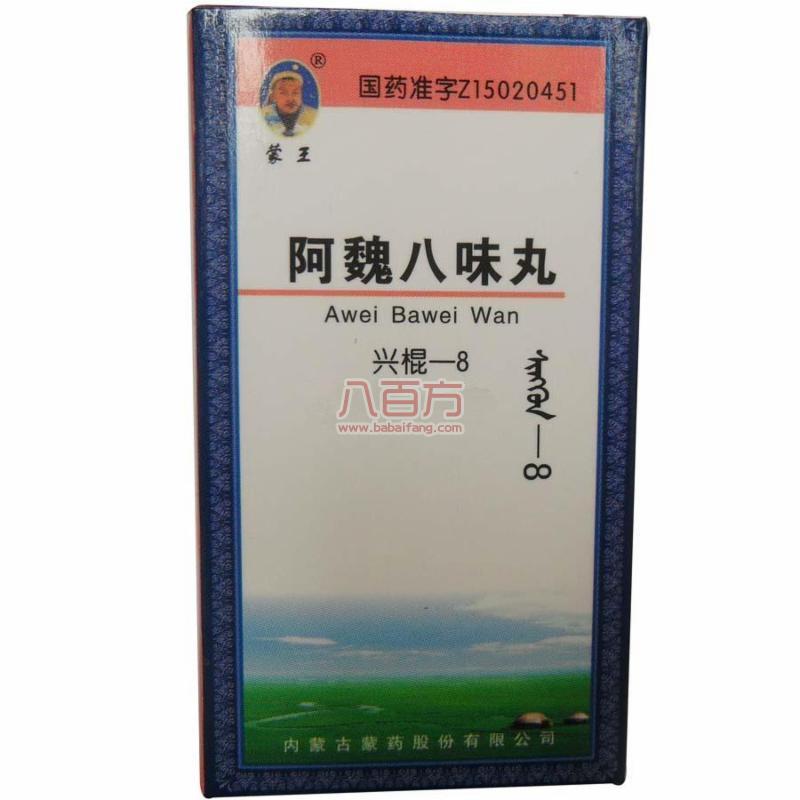 ®
国药准字Z15020451
蒙王
阿魏八味丸
Awei Bawei Wan
兴棍—8
八百方
www.babaifang.com
—8
内蒙古蒙药股份有限公司